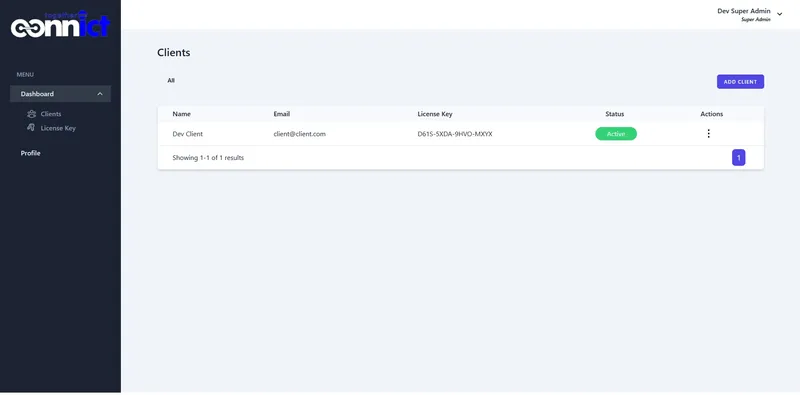 together
connict
Dev Super Admin
Super Admin
Clients
MENU
All
ADD CLIENT
Dashboard
Clients
License Key
Profile
Name Email License Key Status Actions
Dev Client client@client.com D61S-SXDA-9HVO-MXYX Active
Showing 1-1 of 1 results
1